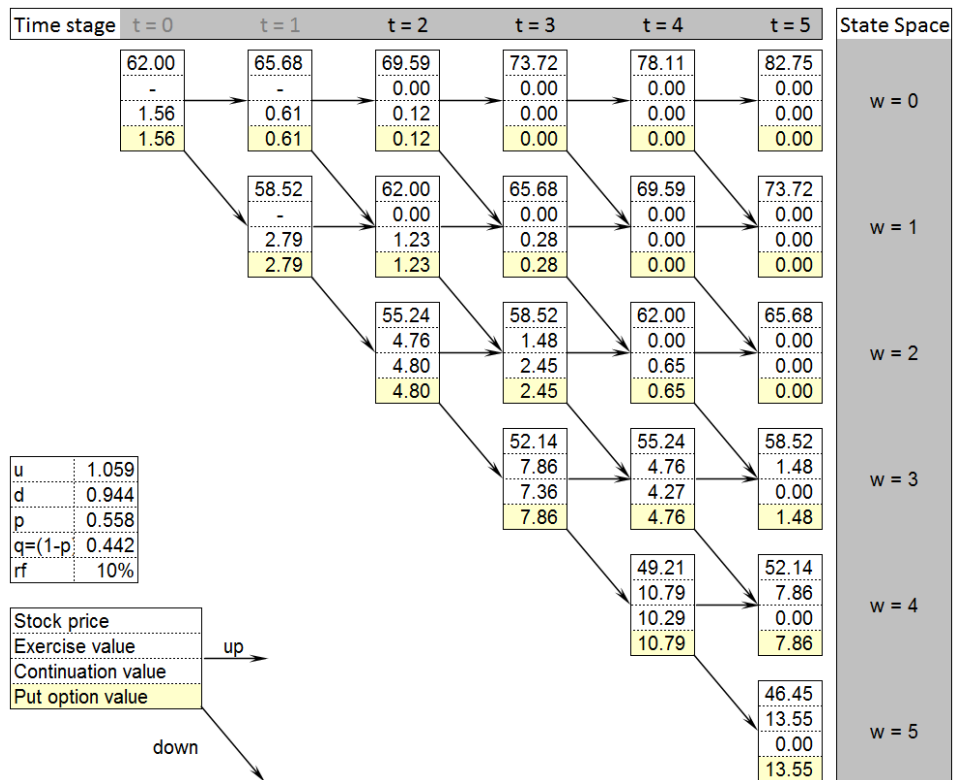 Time stage t = 0 t = 1 t = 2 t = 3 t = 4 t = 5 State Space
62.00 65.68 69.59 73.72 78.11 82.75
- - 0.00 0.00 0.00 0.00
1.56 0.61 0.12 0.00 0.00 0.00
1.56 0.61 0.12 0.00 0.00 0.00
w = 0
58.52 62.00 65.68 69.59 73.72
- 0.00 0.00 0.00 0.00
2.79 1.23 0.28 0.00 0.00
2.79 1.23 0.28 0.00 0.00
w = 1
55.24 58.52 62.00 65.68
4.76 1.48 0.00 0.00
4.80 2.45 0.65 0.00
4.80 2.45 0.65 0.00
w = 2
52.14 55.24 58.52
7.86 4.76 1.48
7.36 4.27 0.00
7.86 4.76 1.48
w = 3
u 1.059
d 0.944
p 0.558
q=(1-p 0.442
rf 10%
49.21 52.14
10.79 7.86
10.29 0.00
10.79 7.86
w = 4
Stock price
Exercise value
Continuation value
Put option value
up
down
46.45
13.55
0.00
13.55
w = 5